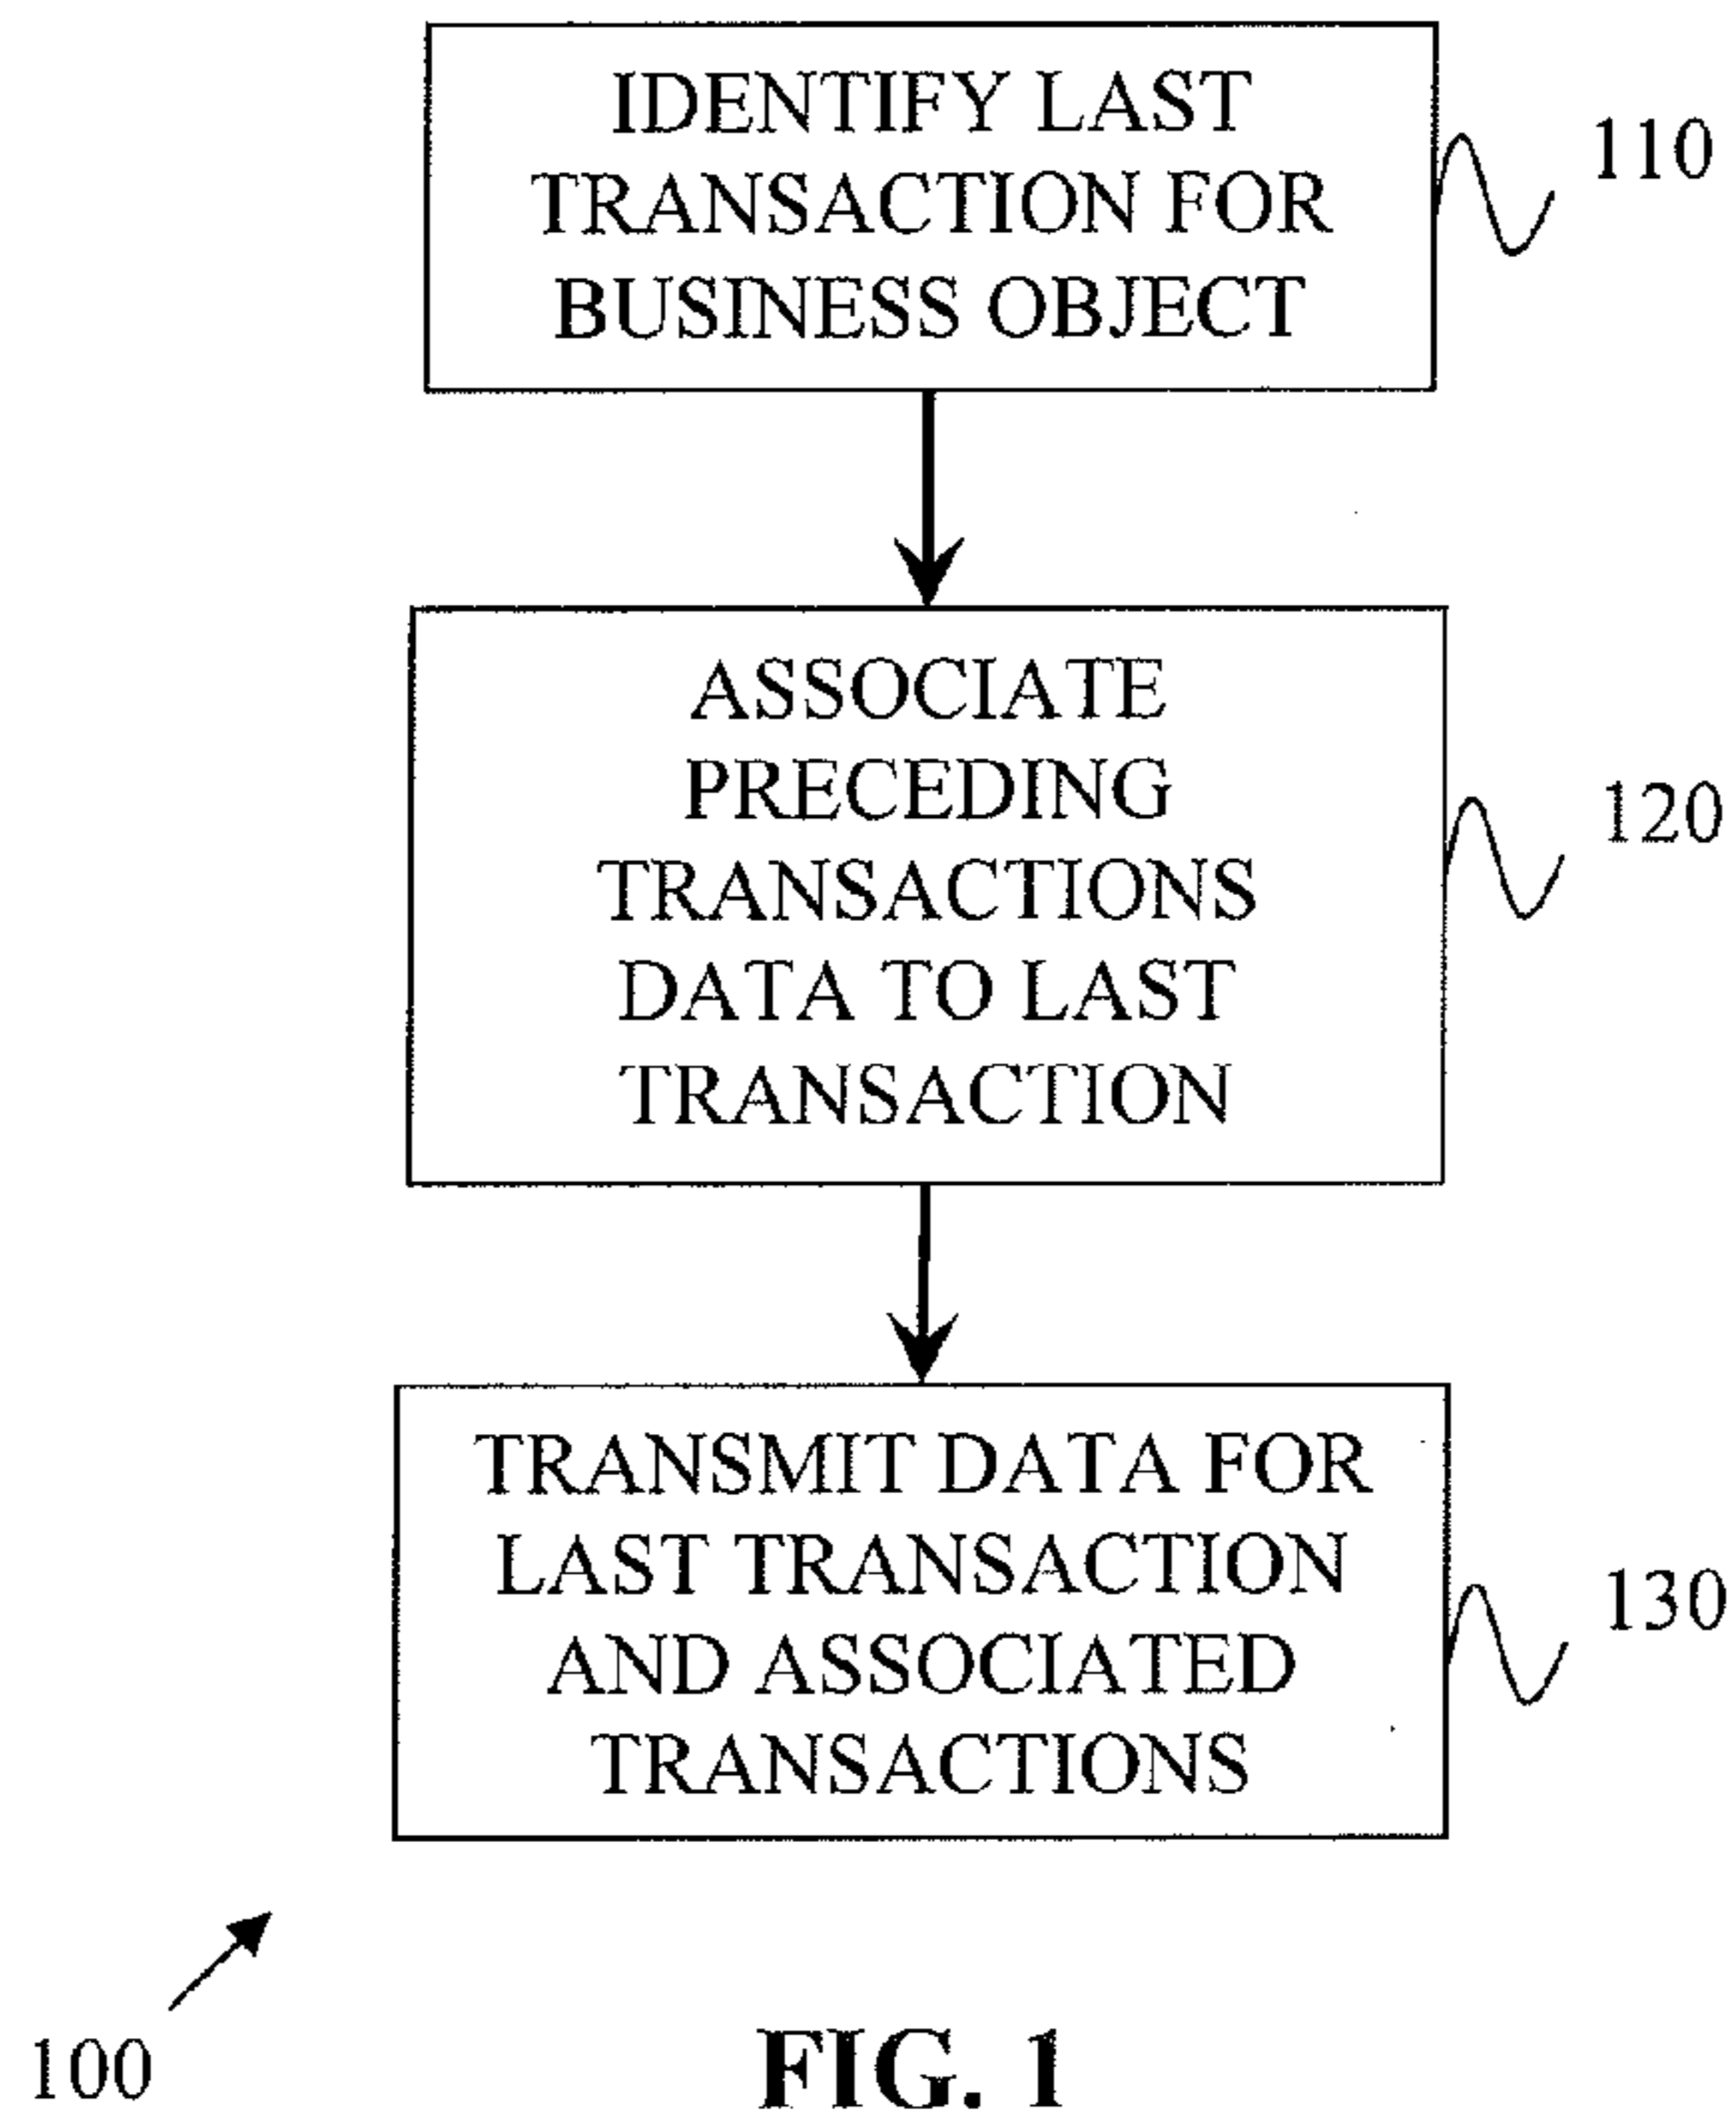 IDENTIFY LAST
TRANSACTION FOR
BUSINESS OBJECT
110
ASSOCIATE
PRECEDING
TRANSACTIONS
DATA TO LAST
TRANSACTION
120
TRANSMIT DATA FOR
LAST TRANSACTION
AND ASSOCIATED
TRANSACTIONS
130
100
FIG. 1